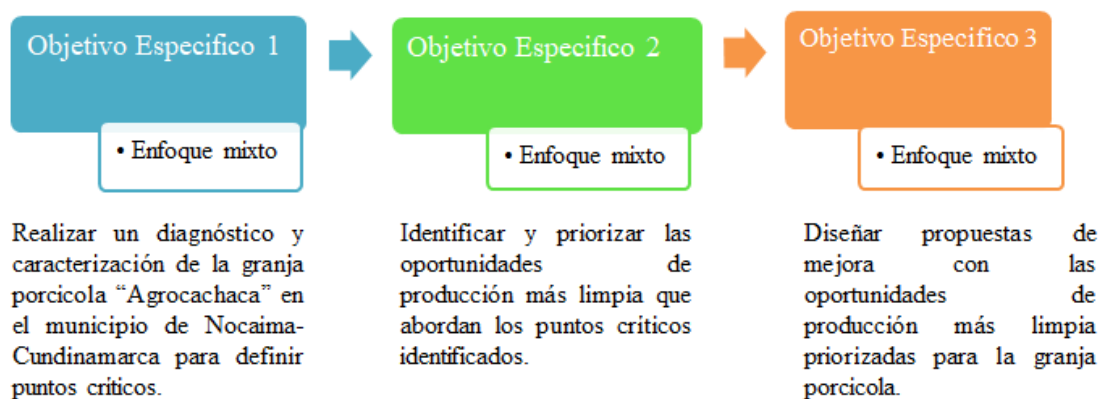 Objetivo Especifico 1
• Enfoque mixto
Realizar un diagnóstico y
caracterización de la granja
porcicola “Agrocachaca” en
el municipio de Nocaima-
Cundinamarca para definir
puntos críticos.
Objetivo Especifico 2
• Enfoque mixto
Identificar y priorizar las
oportunidades de
producción más limpia que
abordan los puntos críticos
identificados.
Objetivo Especifico 3
• Enfoque mixto
Diseñar propuestas de
mejora con las
oportunidades de
producción más limpia
priorizadas para la granja
porcicola.